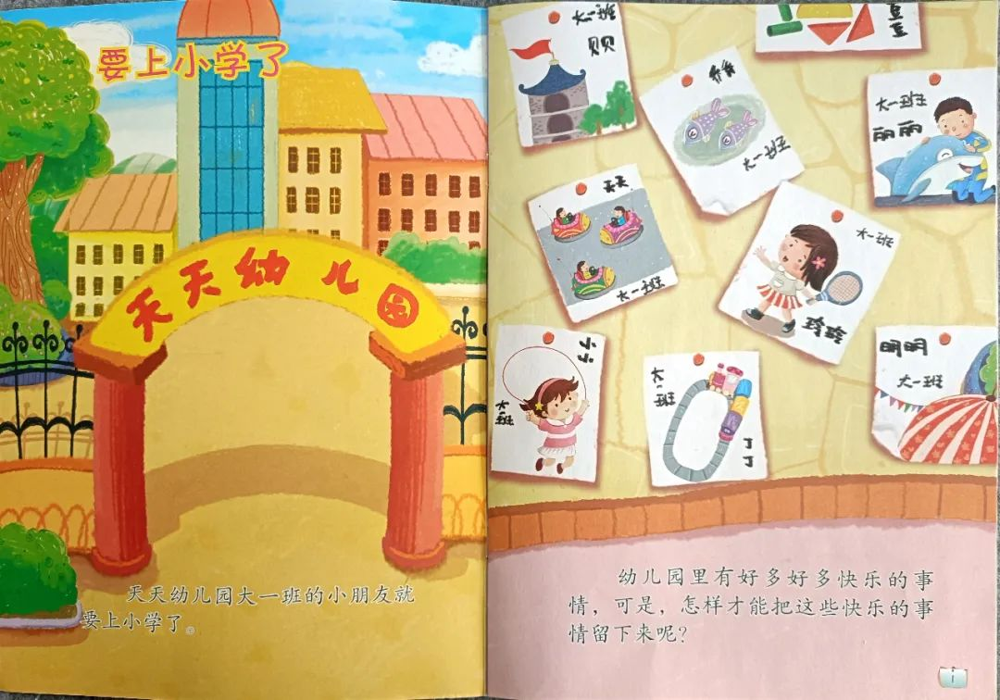 要上小学了
天天幼儿园
天天幼儿园大一班的小朋友就
要上小学了。
大一班
贝贝
豆豆
大一班
大一班
丽丽
天天
大一班
大一班
玲玲
小小
大一班
大一班
丁丁
明明
大一班
幼儿园里有好多好多快乐的事
情，可是，怎样才能把这些快乐的事
情留下来呢？
1